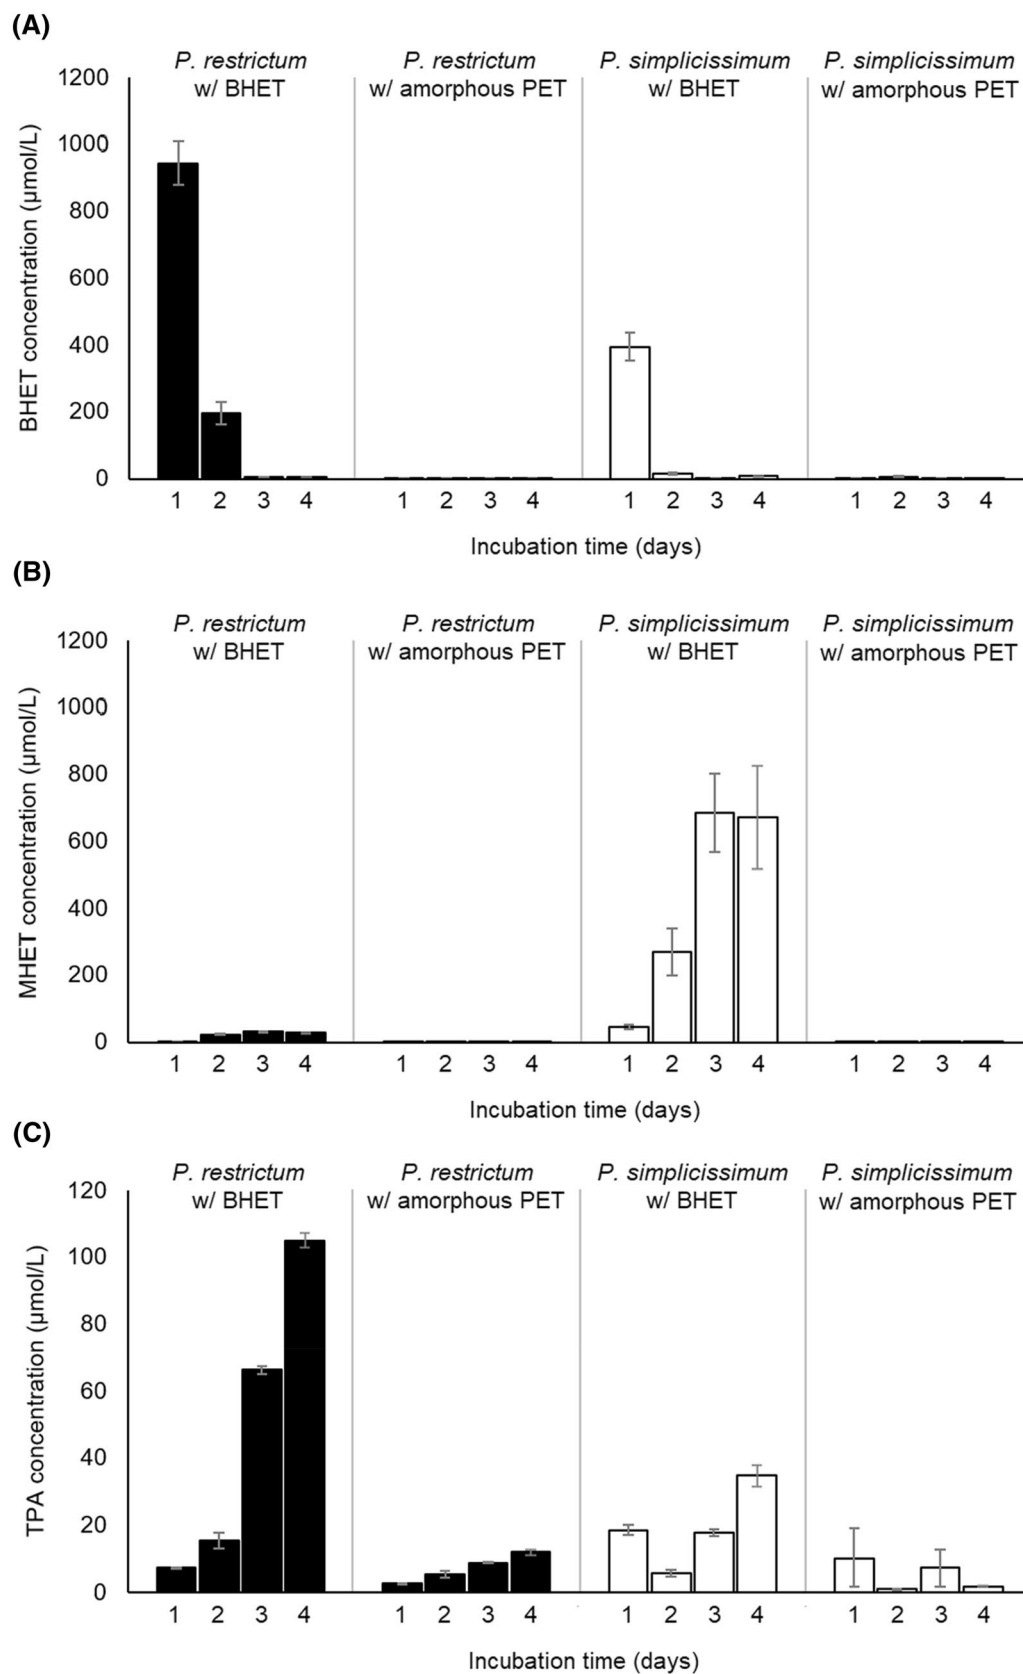 (A)
P. restrictum P. restrictum P. simplicissimum P. simplicissimum
w/ BHET w/ amorphous PET w/ BHET w/ amorphous PET
1200
1000
800
600
400
200
0
BHET concentration (µmol/L)
1 2 3 4 1 2 3 4 1 2 3 4 1 2 3 4
Incubation time (days)
(B)
P. restrictum P. restrictum P. simplicissimum P. simplicissimum
w/ BHET w/ amorphous PET w/ BHET w/ amorphous PET
1200
1000
800
600
400
200
0
MHET concentration (µmol/L)
1 2 3 4 1 2 3 4 1 2 3 4 1 2 3 4
Incubation time (days)
(C)
P. restrictum P. restrictum P. simplicissimum P. simplicissimum
w/ BHET w/ amorphous PET w/ BHET w/ amorphous PET
120
100
80
60
40
20
0
TPA concentration (µmol/L)
1 2 3 4 1 2 3 4 1 2 3 4 1 2 3 4
Incubation time (days)